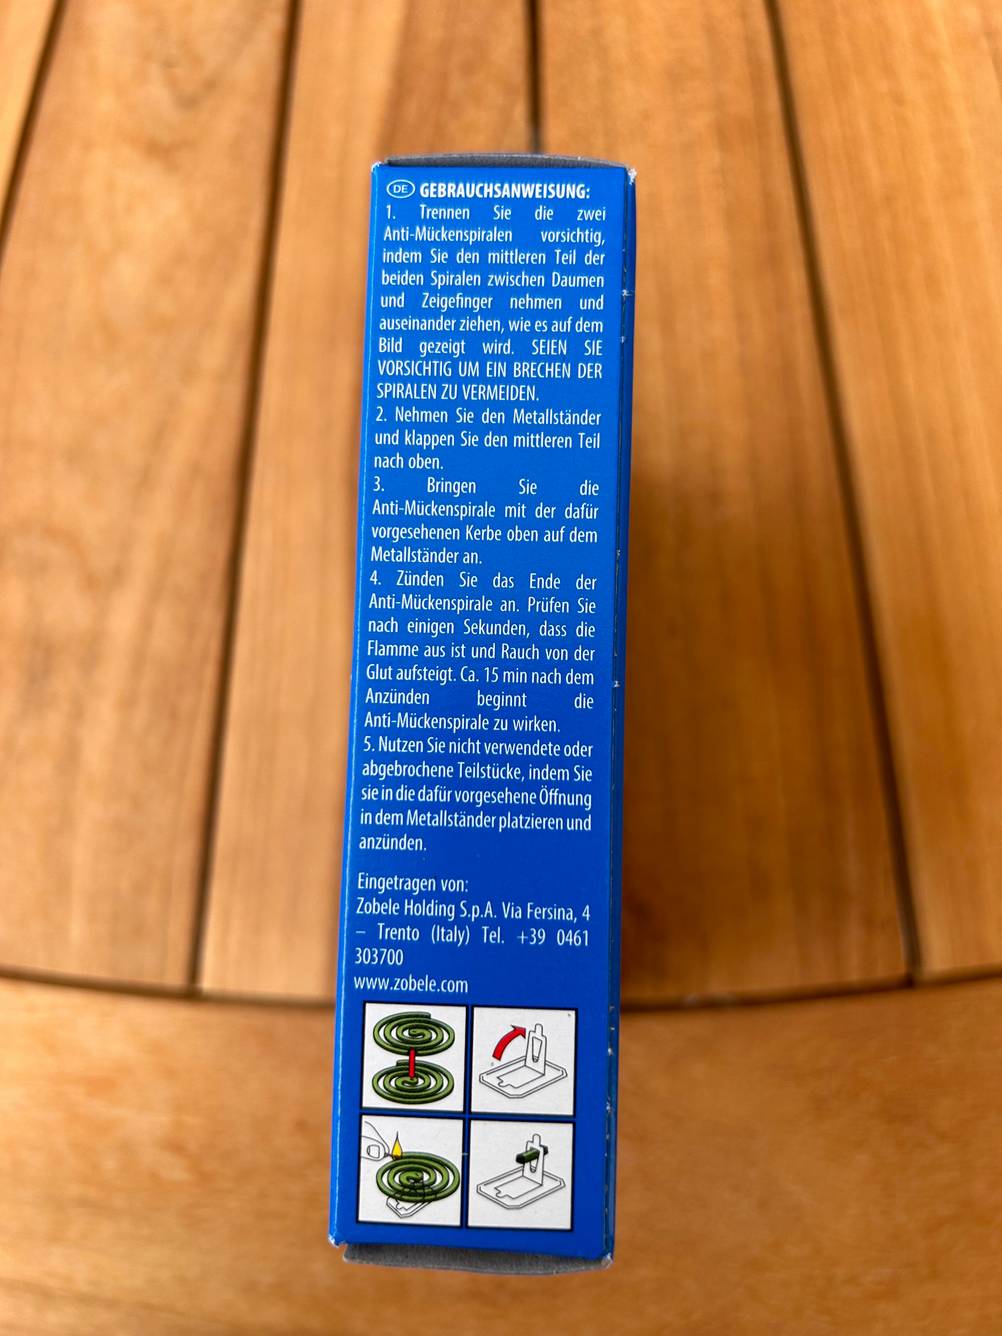 DE GEBRAUCHSANWEISUNG:
1. Trennen Sie die zwei
Anti-Mückenspiralen vorsichtig,
indem Sie den mittleren Teil der
beiden Spiralen zwischen Daumen
und Zeigefinger nehmen und
auseinander ziehen, wie es auf dem
Bild gezeigt wird. SEIEN SIE
VORSICHTIG UM EIN BRECHEN DER
SPIRALEN ZU VERMEIDEN.
2. Nehmen Sie den Metallständer
und klappen Sie den mittleren Teil
nach oben.
3. Bringen Sie die
Anti-Mückenspirale mit der dafür
vorgesehenen Kerbe oben auf dem
Metallständer an.
4. Zünden Sie das Ende der
Anti-Mückenspirale an. Prüfen Sie
nach einigen Sekunden, dass die
Flamme aus ist und Rauch von der
Glut aufsteigt. Ca. 15 min nach dem
Anzünden beginnt die
Anti-Mückenspirale zu wirken.
5. Nutzen Sie nicht verwendete oder
abgebrochene Teilstücke, indem Sie
sie in die dafür vorgesehene Öffnung
in dem Metallständer platzieren und
anzünden.
Eingetragen von:
Zobele Holding S.p.A. Via Fersina, 4
– Trento (Italy) Tel. +39 0461
303700
www.zobele.com